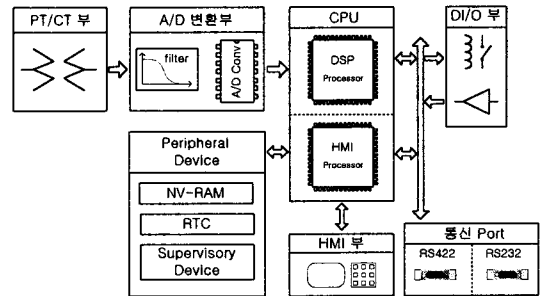 PT/CT 부
A/D 변환부
CPU
DI/O 부
filter
A/D Conv
DSP
Processor
HMI
Processor
Peripheral
Device
NV-RAM
RTC
Supervisory
Device
HMI 부
통신 Port
RS422
RS232